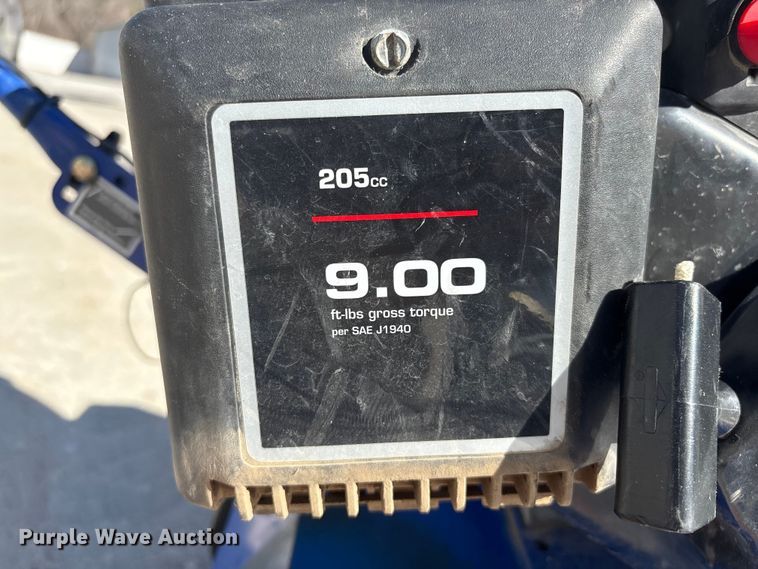 205cc
9.00
ft-lbs gross torque
per SAE J1940
Purple Wave Auction